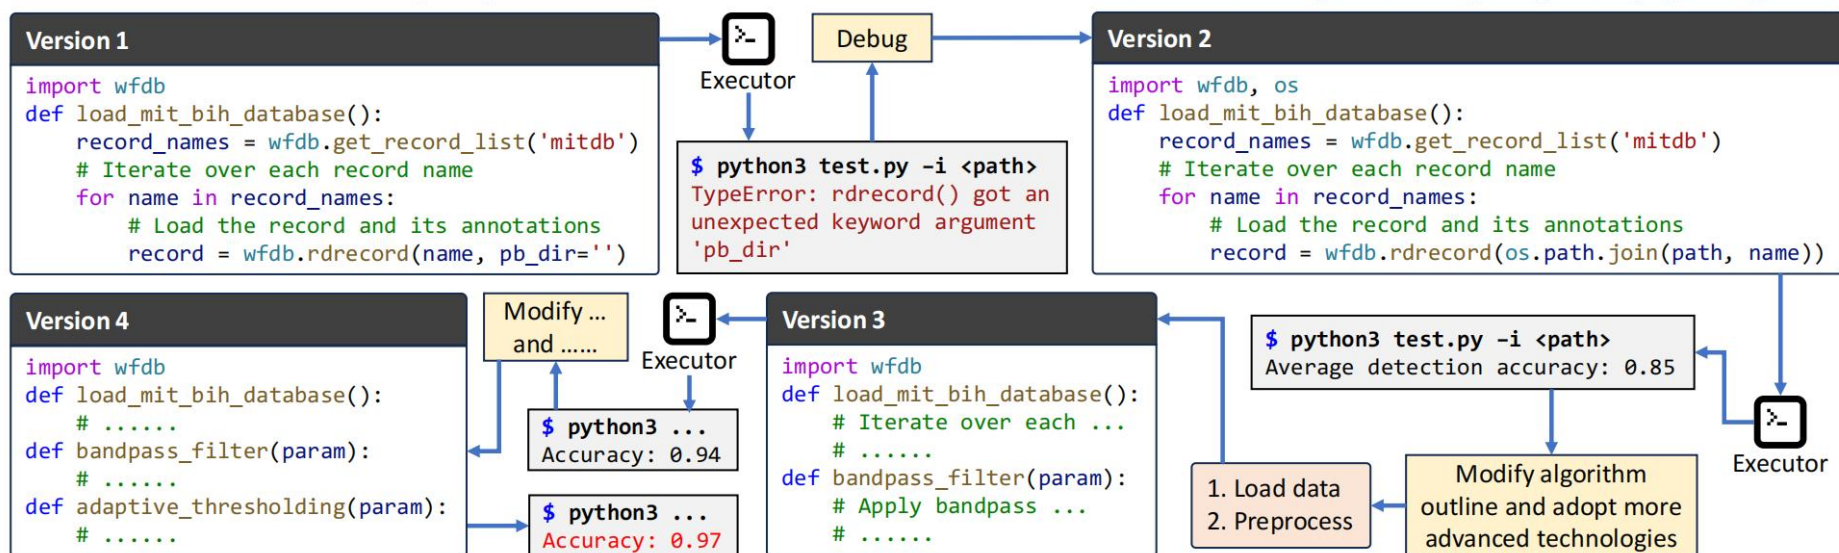 Version 1
import wfdb
def load_mit_bih_database():
record_names = wfdb.get_record_list('mitdb')
# Iterate over each record name
for name in record_names:
# Load the record and its annotations
record = wfdb.rdrecord(name, pb_dir='')
Executor
$ python3 test.py –i <path>
TypeError: rdrecord() got an
unexpected keyword argument
'pb_dir'
Debug
Version 2
import wfdb, os
def load_mit_bih_database():
record_names = wfdb.get_record_list('mitdb')
# Iterate over each record name
for name in record_names:
# Load the record and its annotations
record = wfdb.rdrecord(os.path.join(path, name))
Executor
$ python3 test.py –i <path>
Average detection accuracy: 0.85
Modify algorithm
outline and adopt more
advanced technologies
1. Load data
2. Preprocess
Version 3
import wfdb
def load_mit_bih_database():
# Iterate over each ...
# ......
def bandpass_filter(param):
# Apply bandpass ...
# ......
Executor
$ python3 ...
Accuracy: 0.94
Modify ...
and ......
Version 4
import wfdb
def load_mit_bih_database():
# ......
def bandpass_filter(param):
# ......
def adaptive_thresholding(param):
# ......
$ python3 ...
Accuracy: 0.97